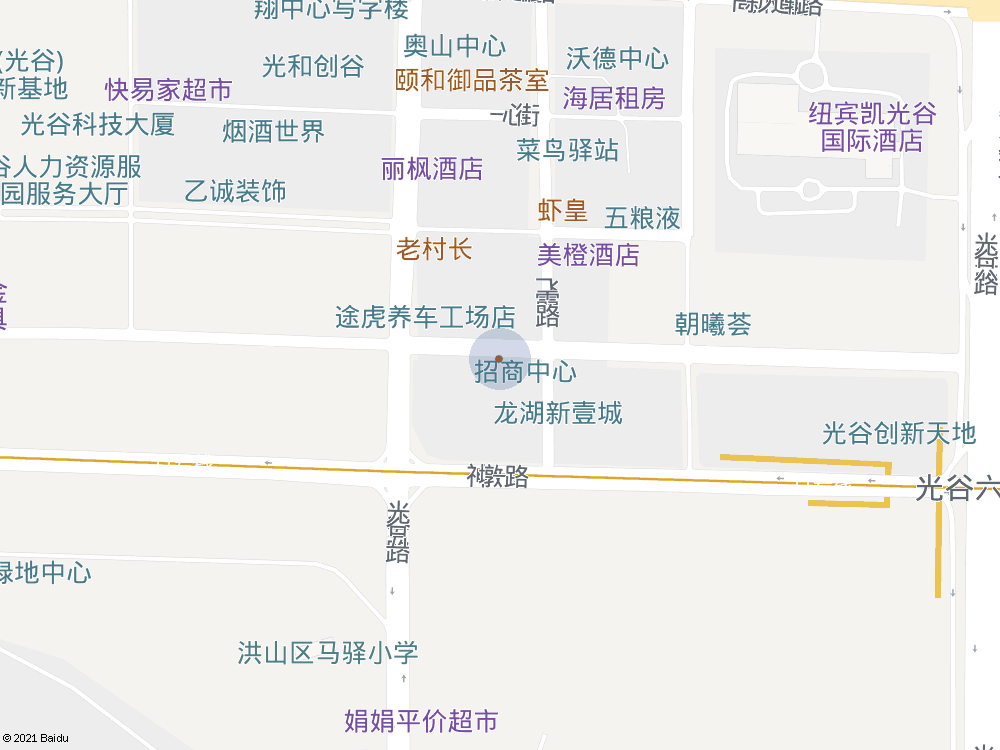 翔中心写字楼
奥山中心
沃德中心
(光谷)
新基地
光和创谷
颐和御品茶室
快易家超市
海居租房
一心街
纽宾凯光谷
国际酒店
光谷科技大厦
烟酒世界
菜鸟驿站
谷人力资源服
园服务大厅
丽枫酒店
乙诚装饰
虾皇
五粮液
老村长
美橙酒店
飞
霞
路
途虎养车工场店
朝曦荟
招商中心
龙湖新壹城
光谷创新天地
光谷六
绿地中心
洪山区马驿小学
娟娟平价超市
© 2021 Baidu